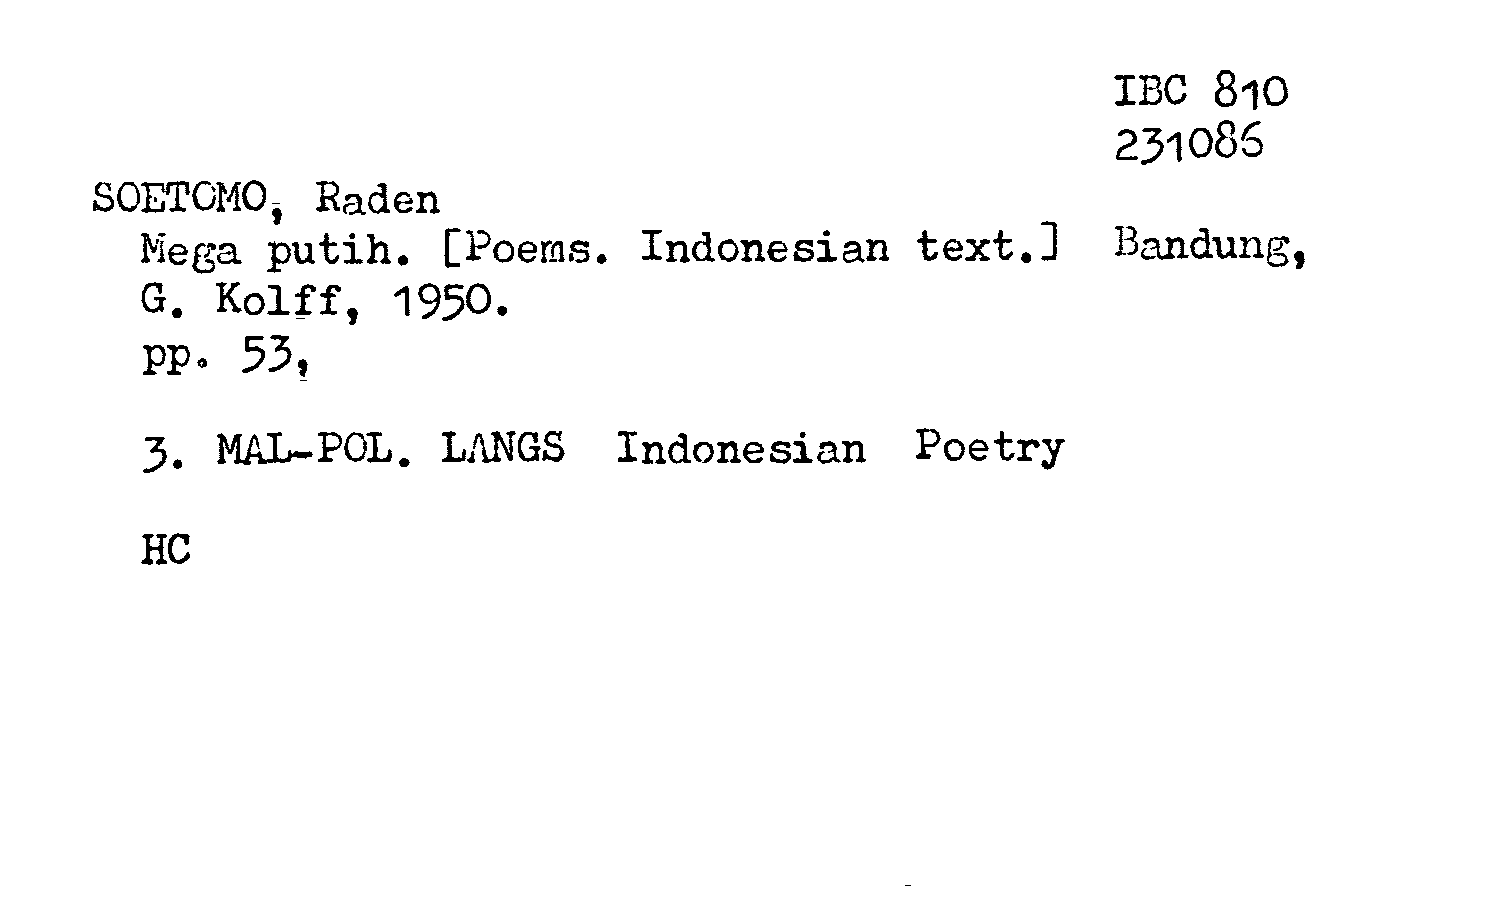 IBC 810
231086
SOETOMO, Raden
Mega putih. [Poems. Indonesian text.] Bandung,
G. Kolff, 1950.
pp. 53,
3. MAL-POL. LANGS Indonesian Poetry
HC